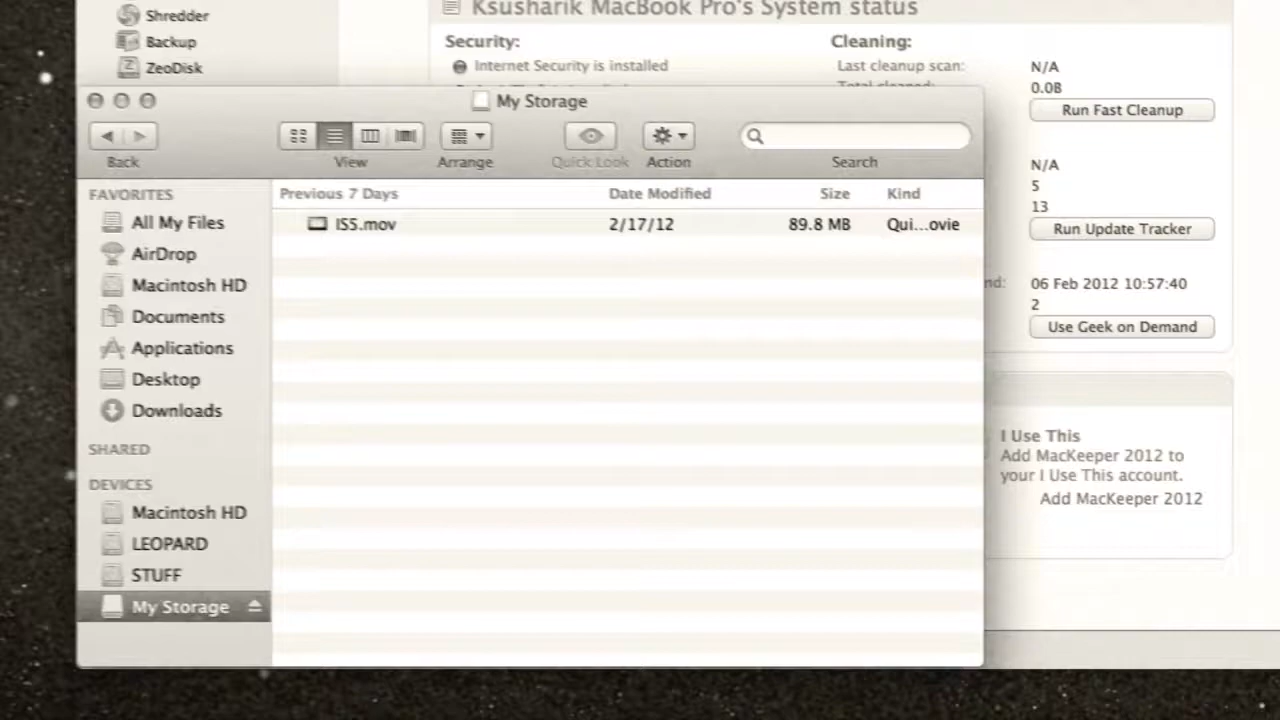 Shredder
Backup
ZeoDisk
Ksusharik MacBook Pro's System status
Security:
Internet Security is installed
Cleaning:
Last cleanup scan:
N/A
Total cleaned:
0.0B
Run Fast Cleanup
N/A
5
13
Run Update Tracker
nd:
06 Feb 2012 10:57:40
2
Use Geek on Demand
I Use This
Add MacKeeper 2012 to
your I Use This account.
Add MacKeeper 2012
My Storage
Back
View
Arrange
Quick Look
Action
Search
FAVORITES
All My Files
AirDrop
Macintosh HD
Documents
Applications
Desktop
Downloads
SHARED
DEVICES
Macintosh HD
LEOPARD
STUFF
My Storage
Previous 7 Days Date Modified Size Kind
ISS.mov 2/17/12 89.8 MB Qui...ovie